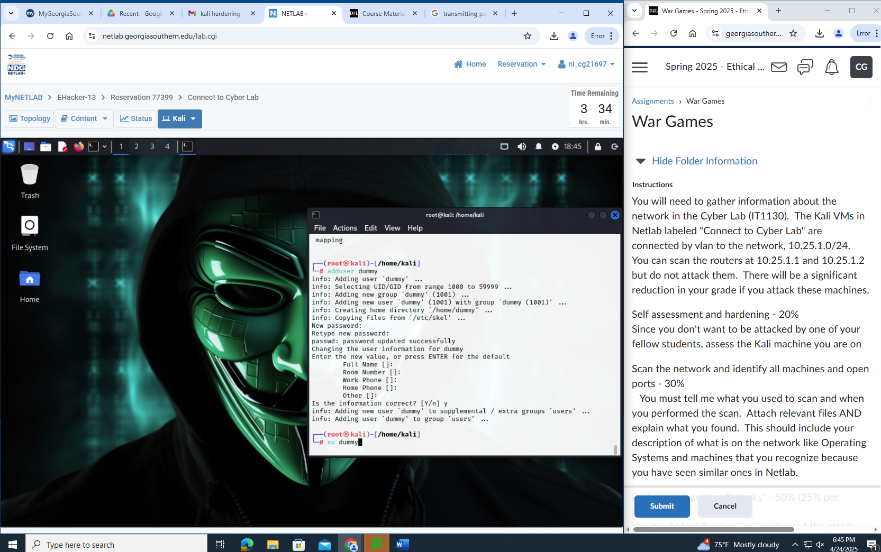 MyGeorgiaSou
Recent - Googl
kali hardening
NETLAB+
Course Materia
transmitting pa
netlab.georgiasouthern.edu/lab.cgi
Error
NDG
NETLAB+
Home
Reservation
nl_cg21697
MyNETLAB
EHacker-13
Reservation 77399
Connect to Cyber Lab
Time Remaining
3 34
hrs. min.
Topology
Content
Status
Kali
1 2 3 4
18:45
Trash
File System
Home
root@kali: /home/kali
File Actions Edit View Help
mapping
┌──(root㉿kali)-[/home/kali]
└─# adduser dummy
info: Adding user `dummy' ...
info: Selecting UID/GID from range 1000 to 59999 ...
info: Adding new group `dummy' (1001) ...
info: Adding new user `dummy' (1001) with group `dummy (1001)' ...
info: Creating home directory `/home/dummy' ...
info: Copying files from `/etc/skel' ...
New password:
Retype new password:
passwd: password updated successfully
Changing the user information for dummy
Enter the new value, or press ENTER for the default
Full Name []:
Room Number []:
Work Phone []:
Home Phone []:
Other []:
Is the information correct? [Y/n] y
info: Adding new user `dummy' to supplemental / extra groups `users' ...
info: Adding user `dummy' to group `users' ...
┌──(root㉿kali)-[/home/kali]
└─# su dummy
War Games - Spring 2025 - Ethi
georgiasouther...
Error
Spring 2025 - Ethical ...
CG
Assignments › War Games
War Games
Hide Folder Information
Instructions
You will need to gather information about the
network in the Cyber Lab (IT1130). The Kali VMs in
Netlab labeled "Connect to Cyber Lab" are
connected by vlan to the network, 10.25.1.0/24.
You can scan the routers at 10.25.1.1 and 10.25.1.2
but do not attack them. There will be a significant
reduction in your grade if you attack these machines.
Self assessment and hardening - 20%
Since you don't want to be attacked by one of your
fellow students, assess the Kali machine you are on
Scan the network and identify all machines and open
ports - 30%
You must tell me what you used to scan and when
you performed the scan. Attach relevant files AND
explain what you found. This should include your
description of what is on the network like Operating
Systems and machines that you recognize because
you have seen similar ones in Netlab.
- 50% (25% per
Submit
Cancel
Type here to search
75°F Mostly cloudy
6:45 PM
4/24/2025